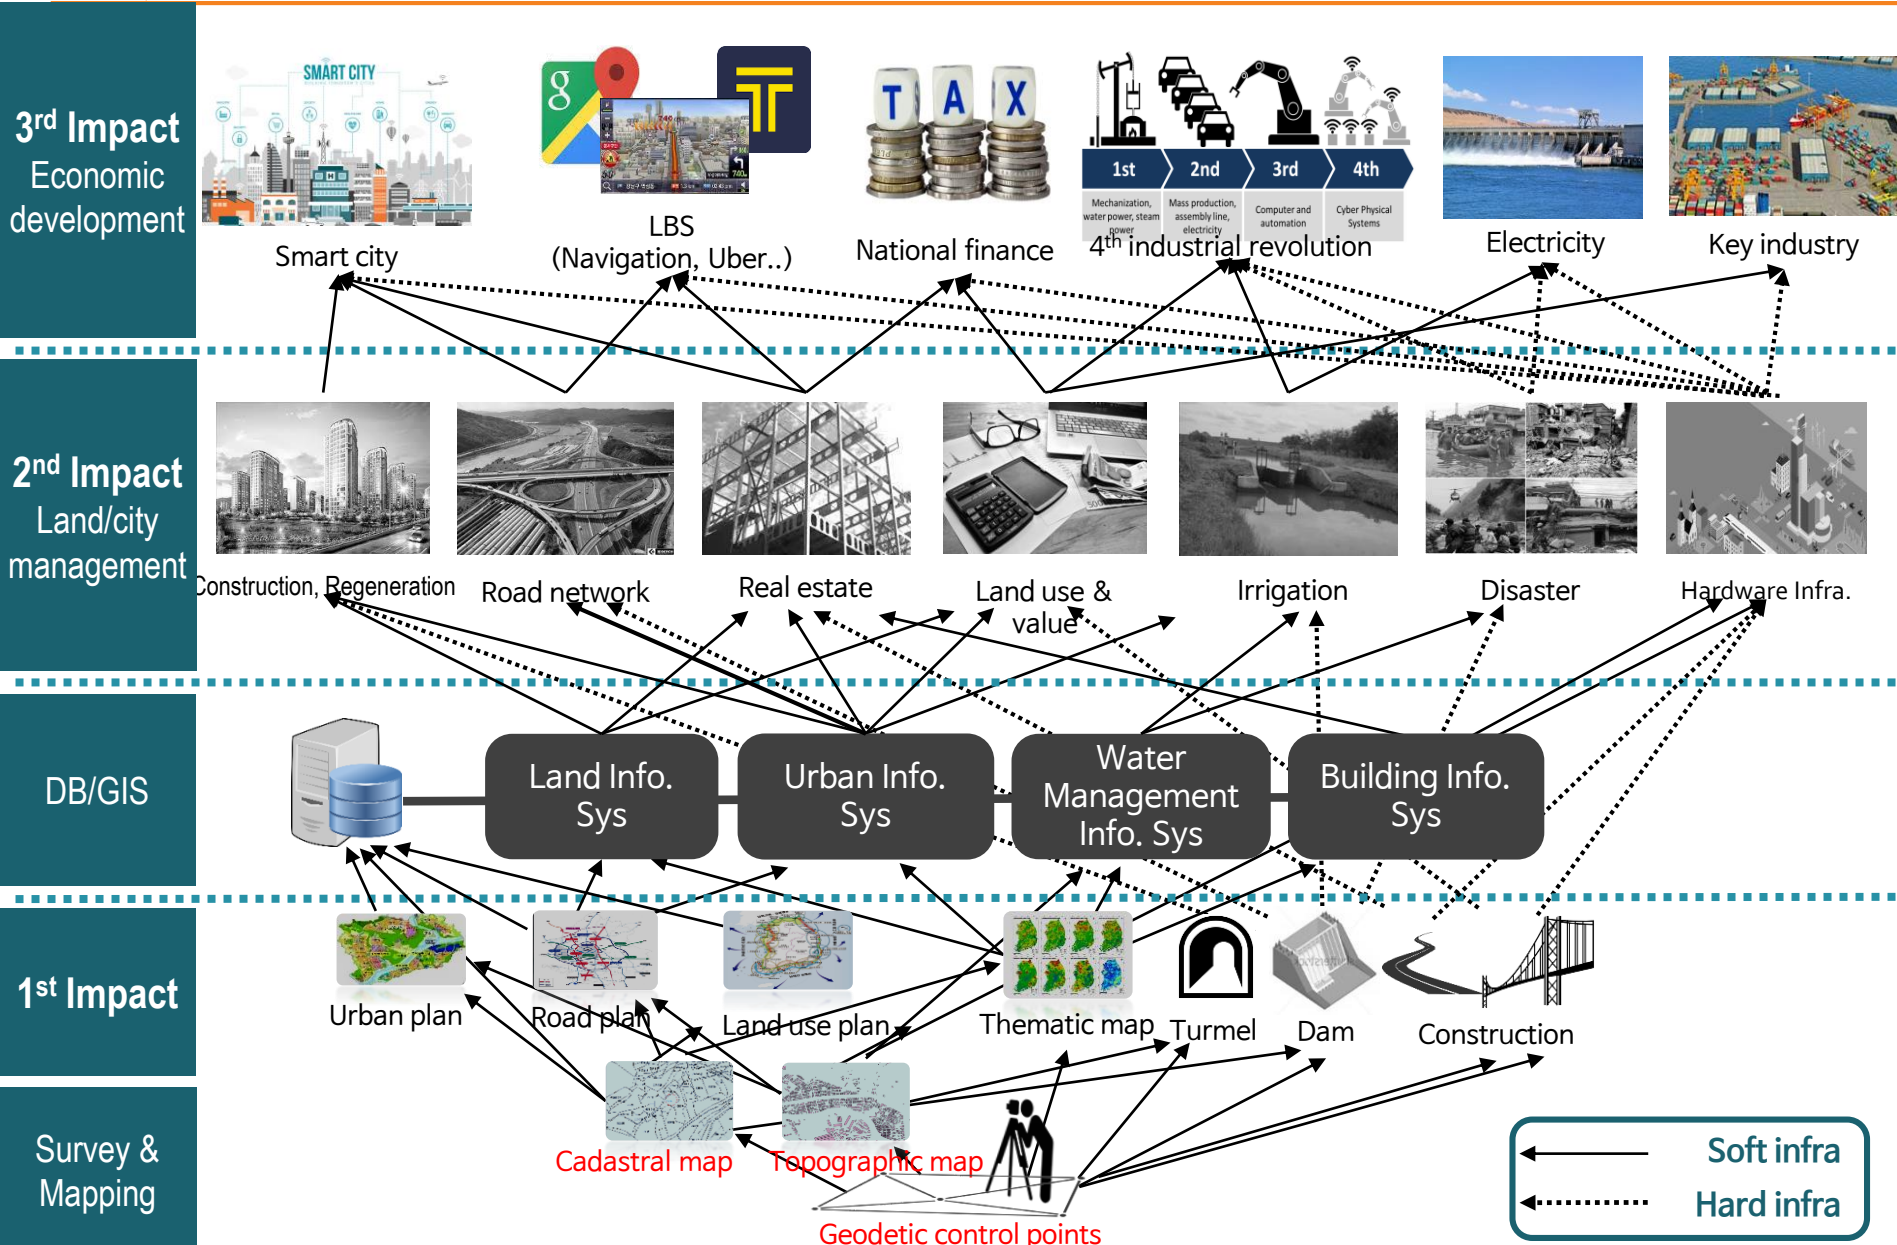 3rd Impact
Economic
development
SMART CITY
Smart city
g
740m
LBS
(Navigation, Uber..)
TAX
National finance
1st 2nd 3rd 4th
Mechanization, water power, steam power
Mass production, assembly line, electricity
Computer and automation
Cyber Physical Systems
4th industrial revolution
Electricity
Key industry
2nd Impact
Land/city
management
Construction, Regeneration
Road network
Real estate
Land use &
value
Irrigation
Disaster
Hardware Infra.
DB/GIS
Land Info.
Sys
Urban Info.
Sys
Water
Management
Info. Sys
Building Info.
Sys
1st Impact
Urban plan
Road plan
Land use plan
Thematic map
Turmel
Dam
Construction
Survey &
Mapping
Cadastral map
Topographic map
Geodetic control points
Soft infra
Hard infra